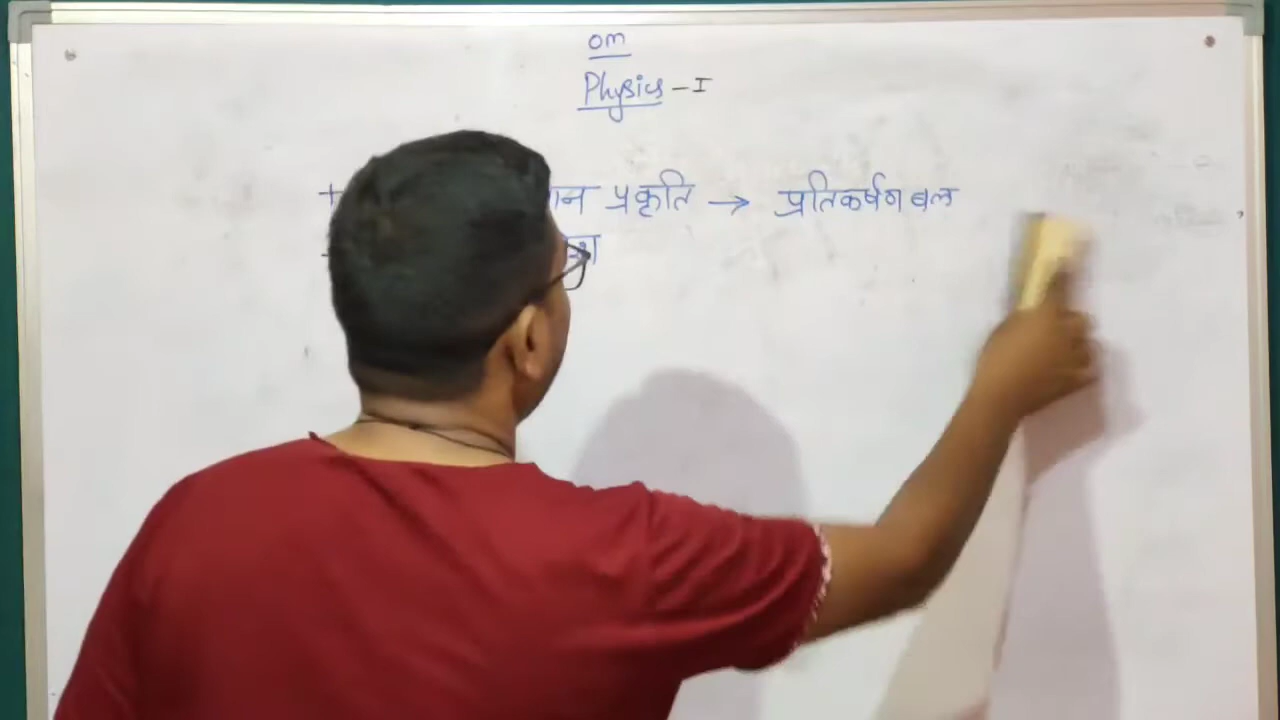 om
Physics - I
+ प्रकृति → प्रतिकर्षण बल